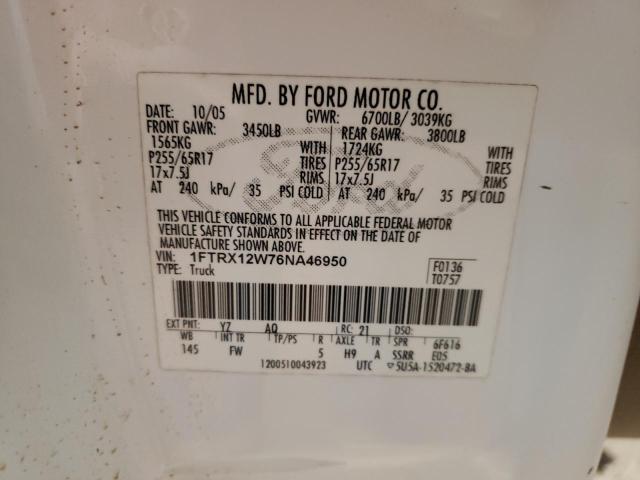 MFD. BY FORD MOTOR CO.
DATE: 10/05 GVWR: 6700LB/ 3039KG
FRONT GAWR: 3450LB REAR GAWR: 3800LB
1565KG WITH 1724KG WITH
P255/65R17 TIRES P255/65R17 TIRES
17x7.5J RIMS 17x7.5J RIMS
AT 240 kPa/ 35 PSI COLD AT 240 kPa/ 35 PSI COLD
Ford
THIS VEHICLE CONFORMS TO ALL APPLICABLE FEDERAL MOTOR
VEHICLE SAFETY STANDARDS IN EFFECT ON THE DATE OF
MANUFACTURE SHOWN ABOVE.
VIN: 1FTRX12W76NA46950 F0136
TYPE: Truck T0757
EXT PNT: YZ AQ RC: 21 DSO:
WB INT TR TP/PS R AXLE TR SPR 6F616
145 FW 5 H9 A SSRR E05
1200510043923 UTC ▽5U5A-1520472-BA